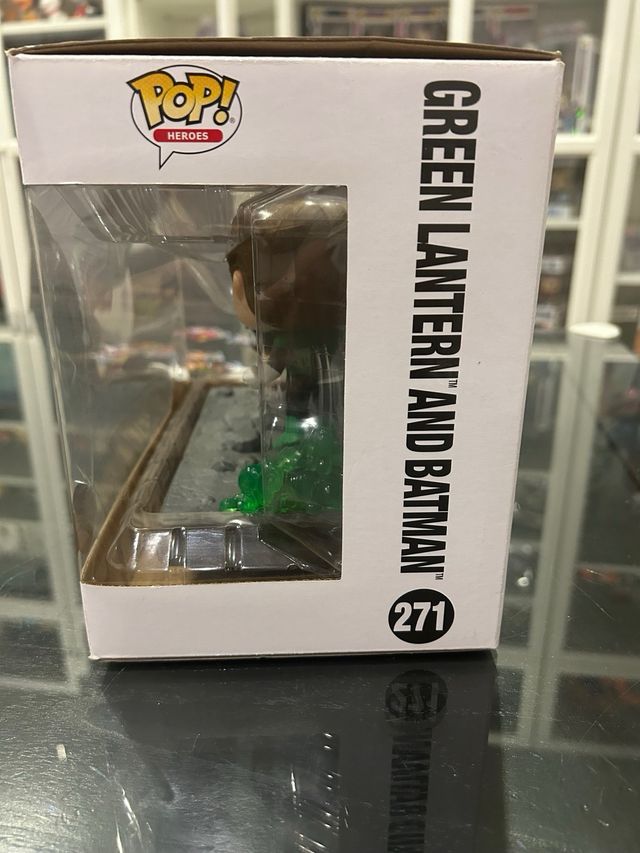 POP!
HEROES
GREEN LANTERN™ AND BATMAN™
271